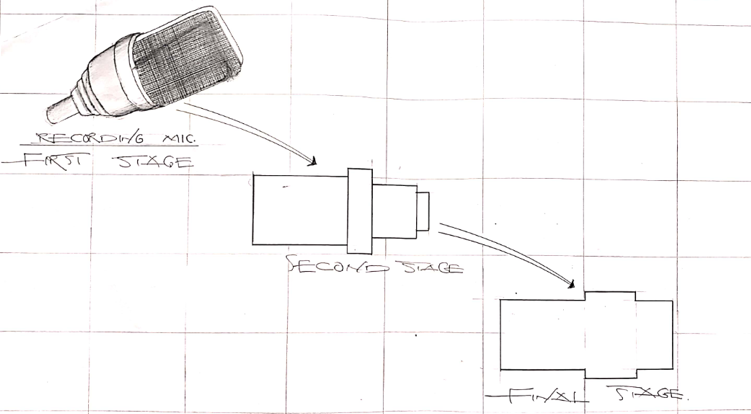 RECORDING MIC.
FIRST STAGE
SECOND STAGE
FINAL STAGE.